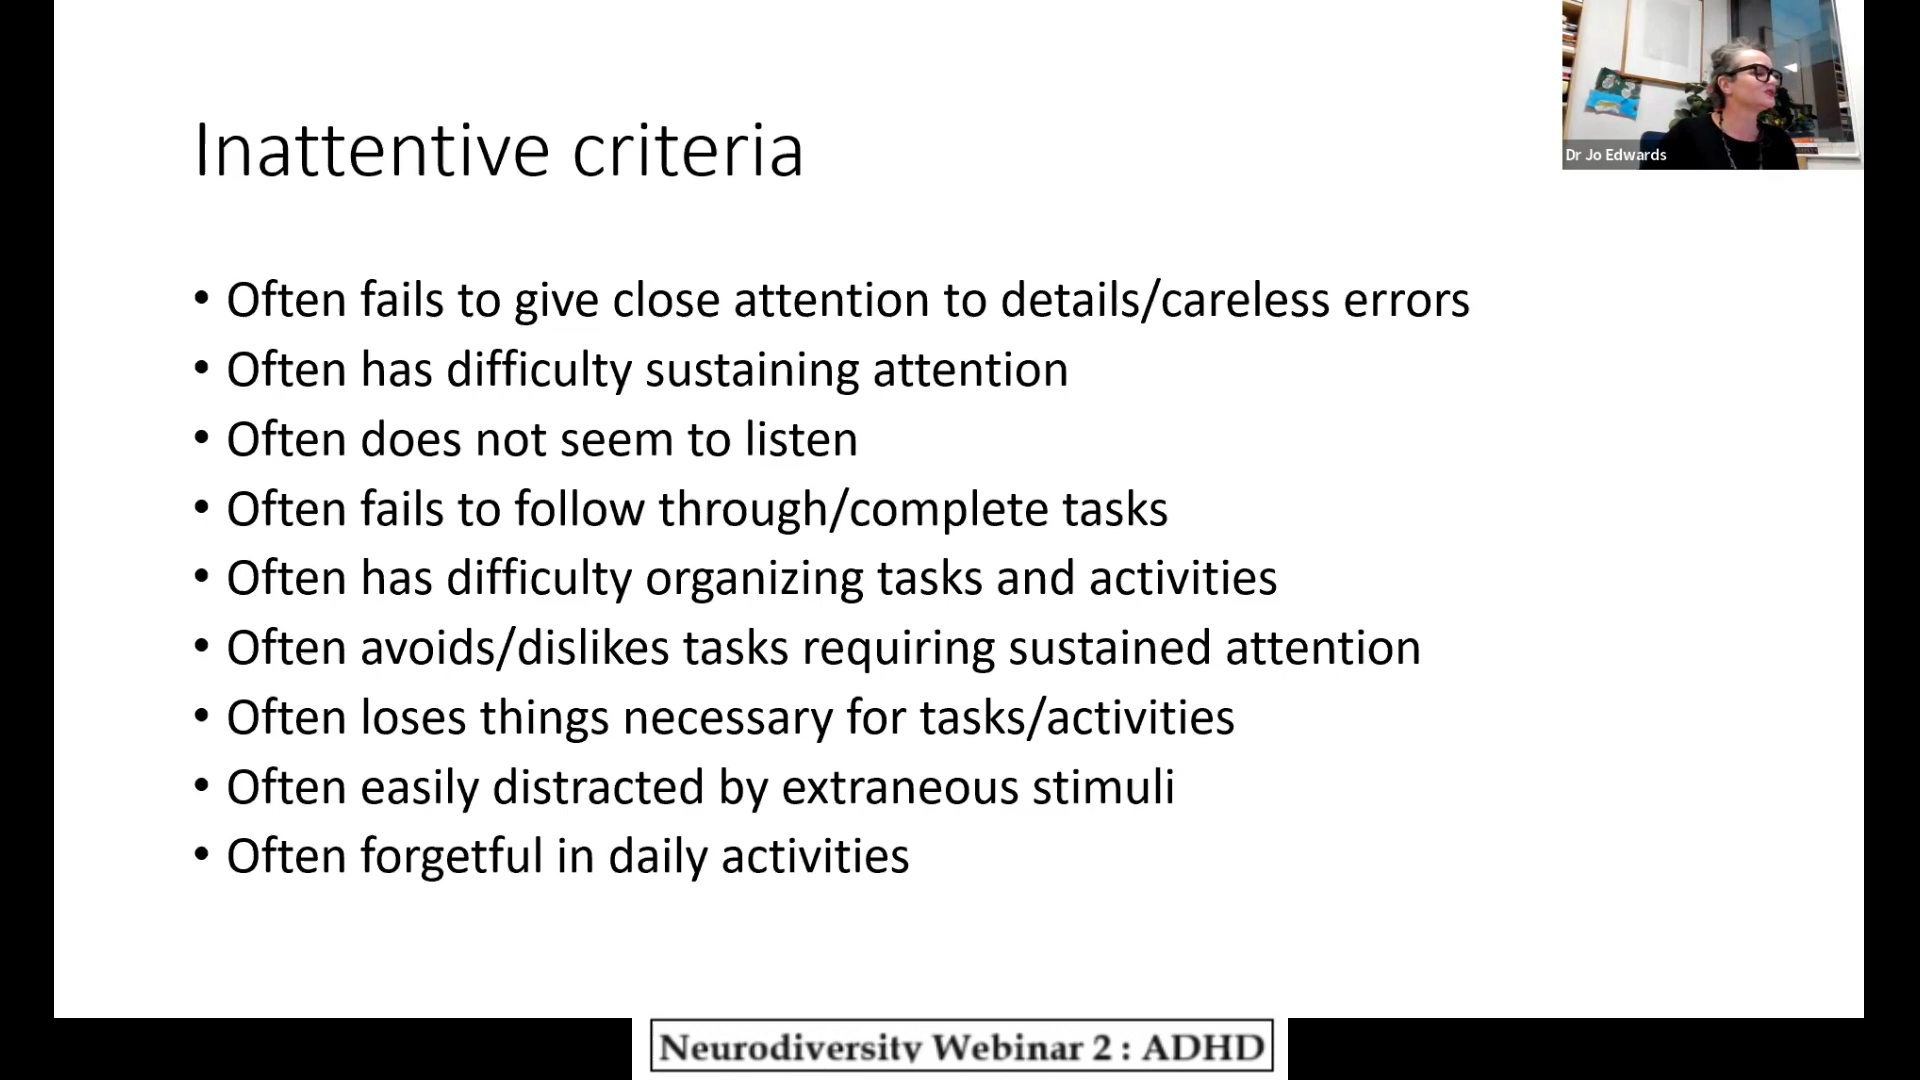 Inattentive criteria
Dr Jo Edwards
• Often fails to give close attention to details/careless errors
• Often has difficulty sustaining attention
• Often does not seem to listen
• Often fails to follow through/complete tasks
• Often has difficulty organizing tasks and activities
• Often avoids/dislikes tasks requiring sustained attention
• Often loses things necessary for tasks/activities
• Often easily distracted by extraneous stimuli
• Often forgetful in daily activities
Neurodiversity Webinar 2 : ADHD